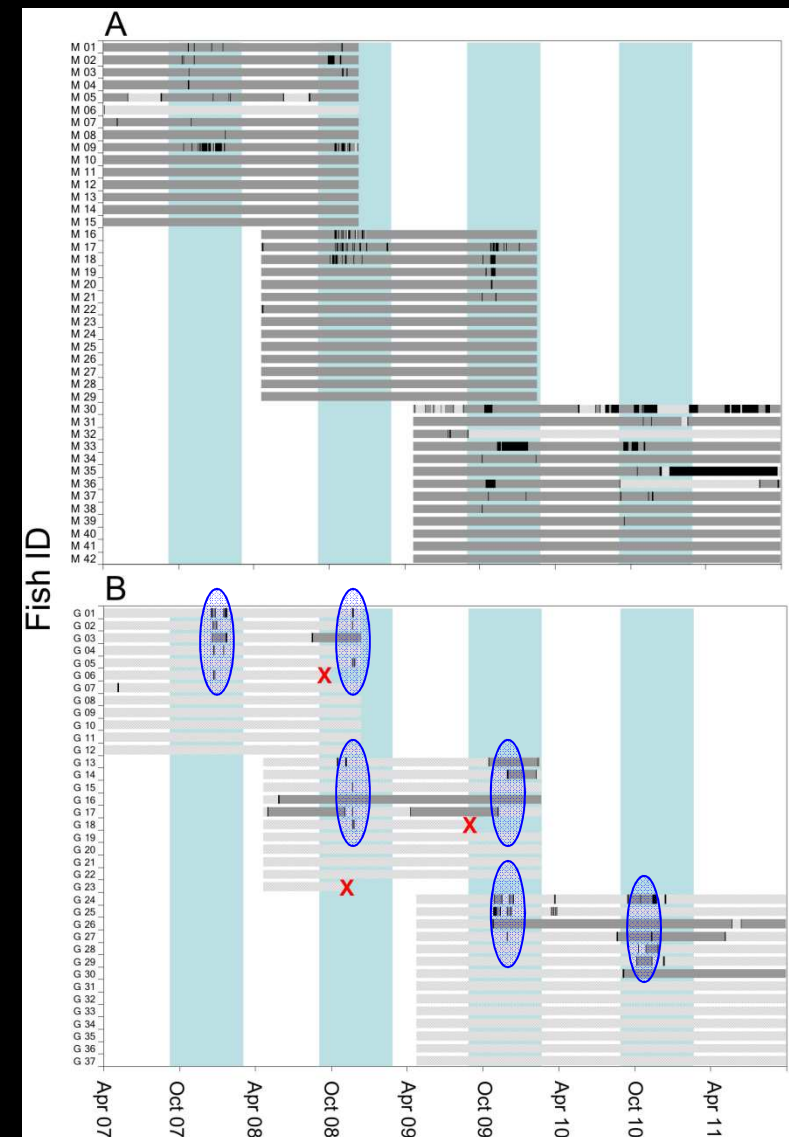 A
M 01
M 02
M 03
M 04
M 05
M 06
M 07
M 08
M 09
M 10
M 11
M 12
M 13
M 14
M 15
M 16
M 17
M 18
M 19
M 20
M 21
M 22
M 23
M 24
M 25
M 26
M 27
M 28
M 29
M 30
M 31
M 32
M 33
M 34
M 35
M 36
M 37
M 38
M 39
M 40
M 41
M 42
Fish ID
B
G 01
G 02
G 03
G 04
G 05
G 06 X
G 07
G 08
G 09
G 10
G 11
G 12
G 13
G 14
G 15
G 16
G 17
G 18 X
G 19
G 20
G 21
G 22
G 23 X
G 24
G 25
G 26
G 27
G 28
G 29
G 30
G 31
G 32
G 33
G 34
G 35
G 36
G 37
Apr 07 Oct 07 Apr 08 Oct 08 Apr 09 Oct 09 Apr 10 Oct 10 Apr 11